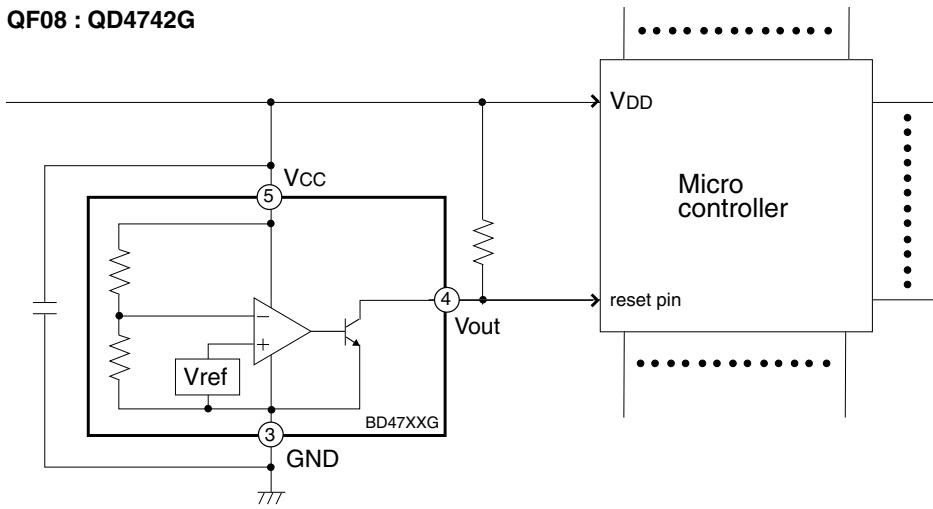 QF08 : QD4742G
VDD
VCC
5
Micro
controller
4
reset pin
Vout
−
+
Vref
BD47XXG
3
GND